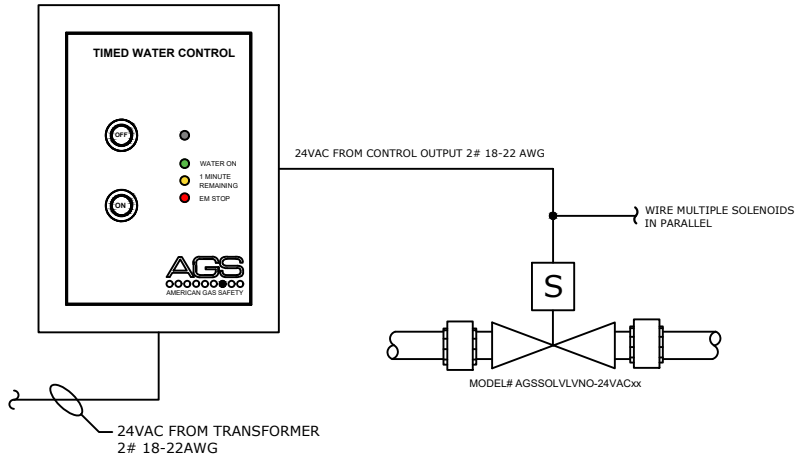 TIMED WATER CONTROL
OFF
WATER ON
1 MINUTE
REMAINING
ON
EM STOP
AGS
AMERICAN GAS SAFETY
24VAC FROM CONTROL OUTPUT 2# 18-22 AWG
WIRE MULTIPLE SOLENOIDS
IN PARALLEL
S
MODEL# AGSSOLVLVNO-24VACxx
24VAC FROM TRANSFORMER
2# 18-22AWG